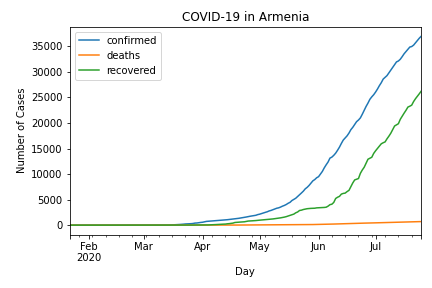 COVID-19 in Armenia
confirmed
deaths
recovered
Number of Cases
35000
30000
25000
20000
15000
10000
5000
0
Feb Mar Apr May Jun Jul
2020
Day